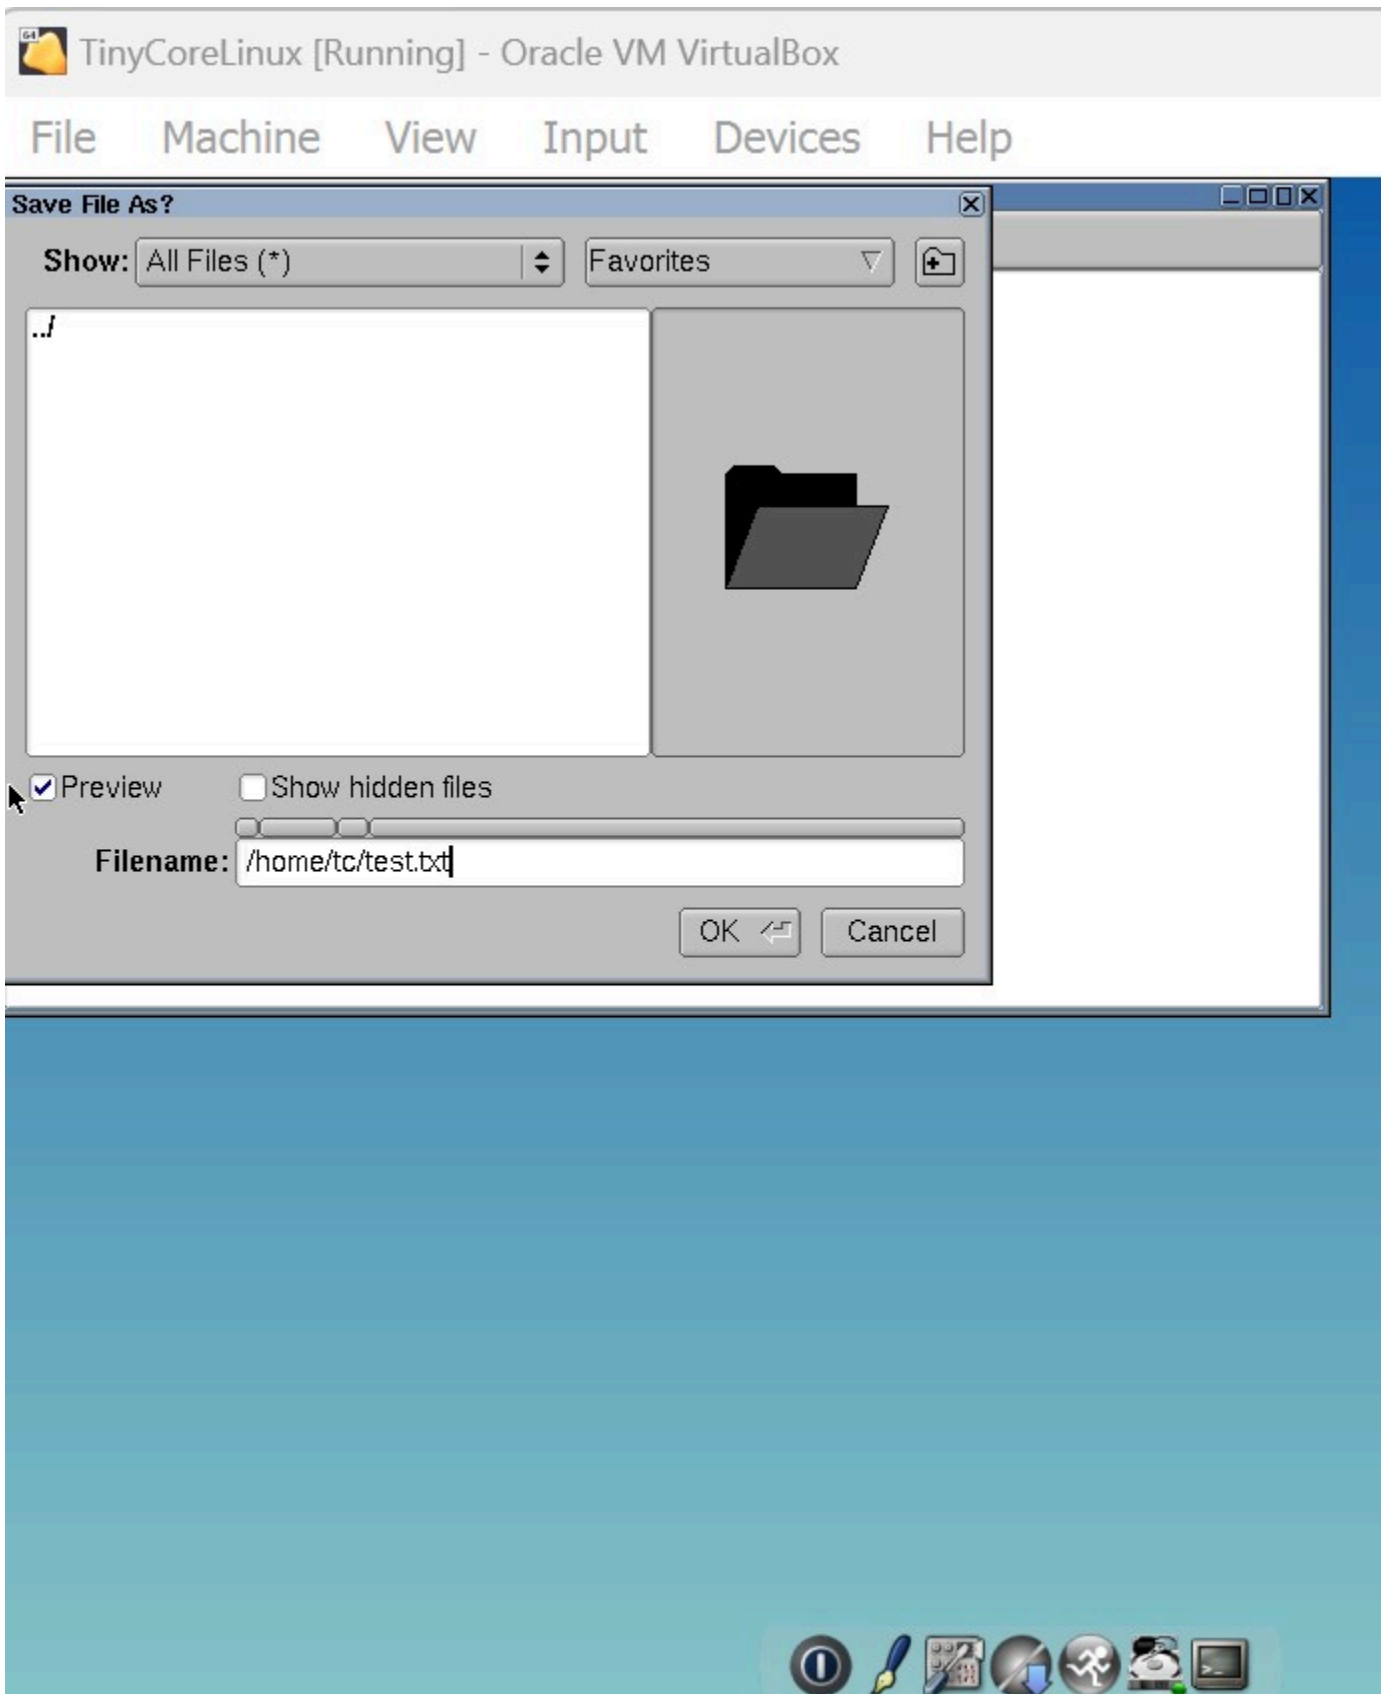 64
TinyCoreLinux [Running] - Oracle VM VirtualBox
File Machine View Input Devices Help
Save File As?
Show: All Files (*) Favorites
../
Preview Show hidden files
Filename: /home/tc/test.txt
OK Cancel
>_